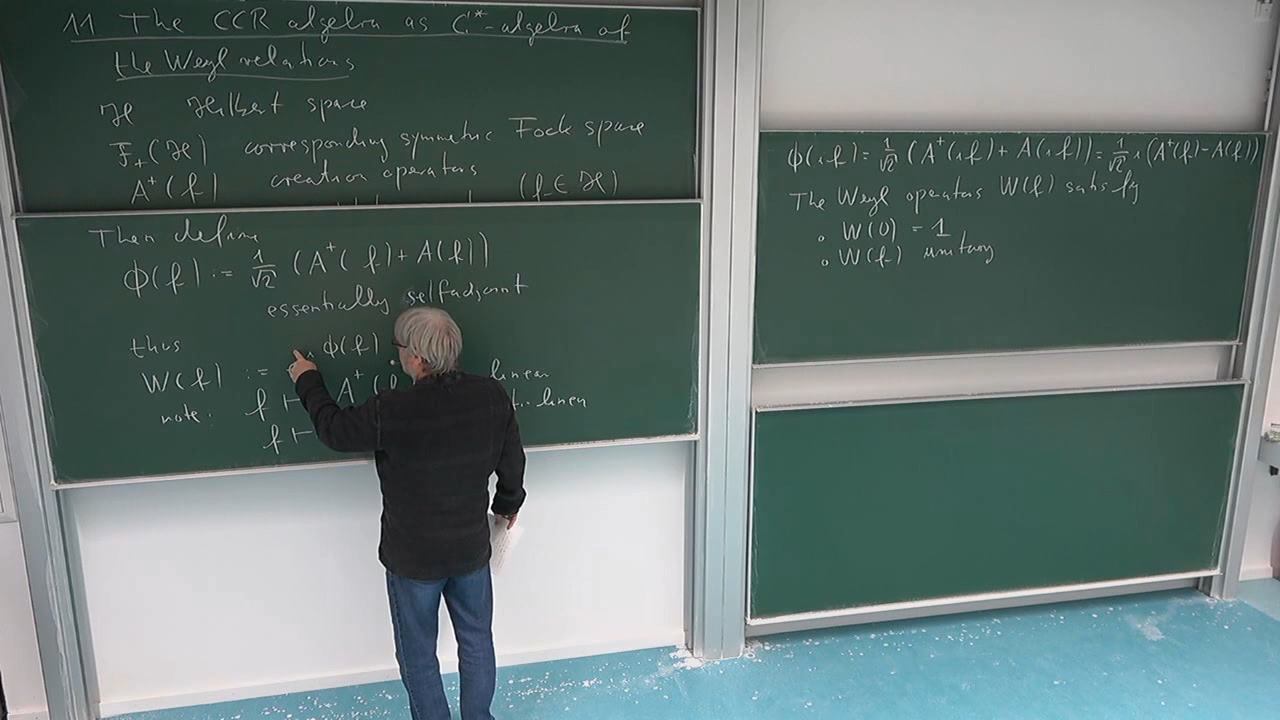 11 The CCR algebra as C*-algebra of
the Weyl relations
ℋ Hilbert space
F₊(ℋ) corresponding symmetric Fock space
A⁺(f) creation operators (f ∈ ℋ)
Then define
ϕ(f) := 1/√2 (A⁺(f) + A(f))
essentially selfadjoint
thus
W(f) := ϕ(f)
note: f ↦ A⁺(f linear
f ↦ linear
ϕ(if) = 1/√2 (A⁺(if) + A(if)) = 1/√2 i (A⁺(f) - A(f))
The Weyl operators W(f) satisfy
∘ W(0) = 1
∘ W(f) unitary